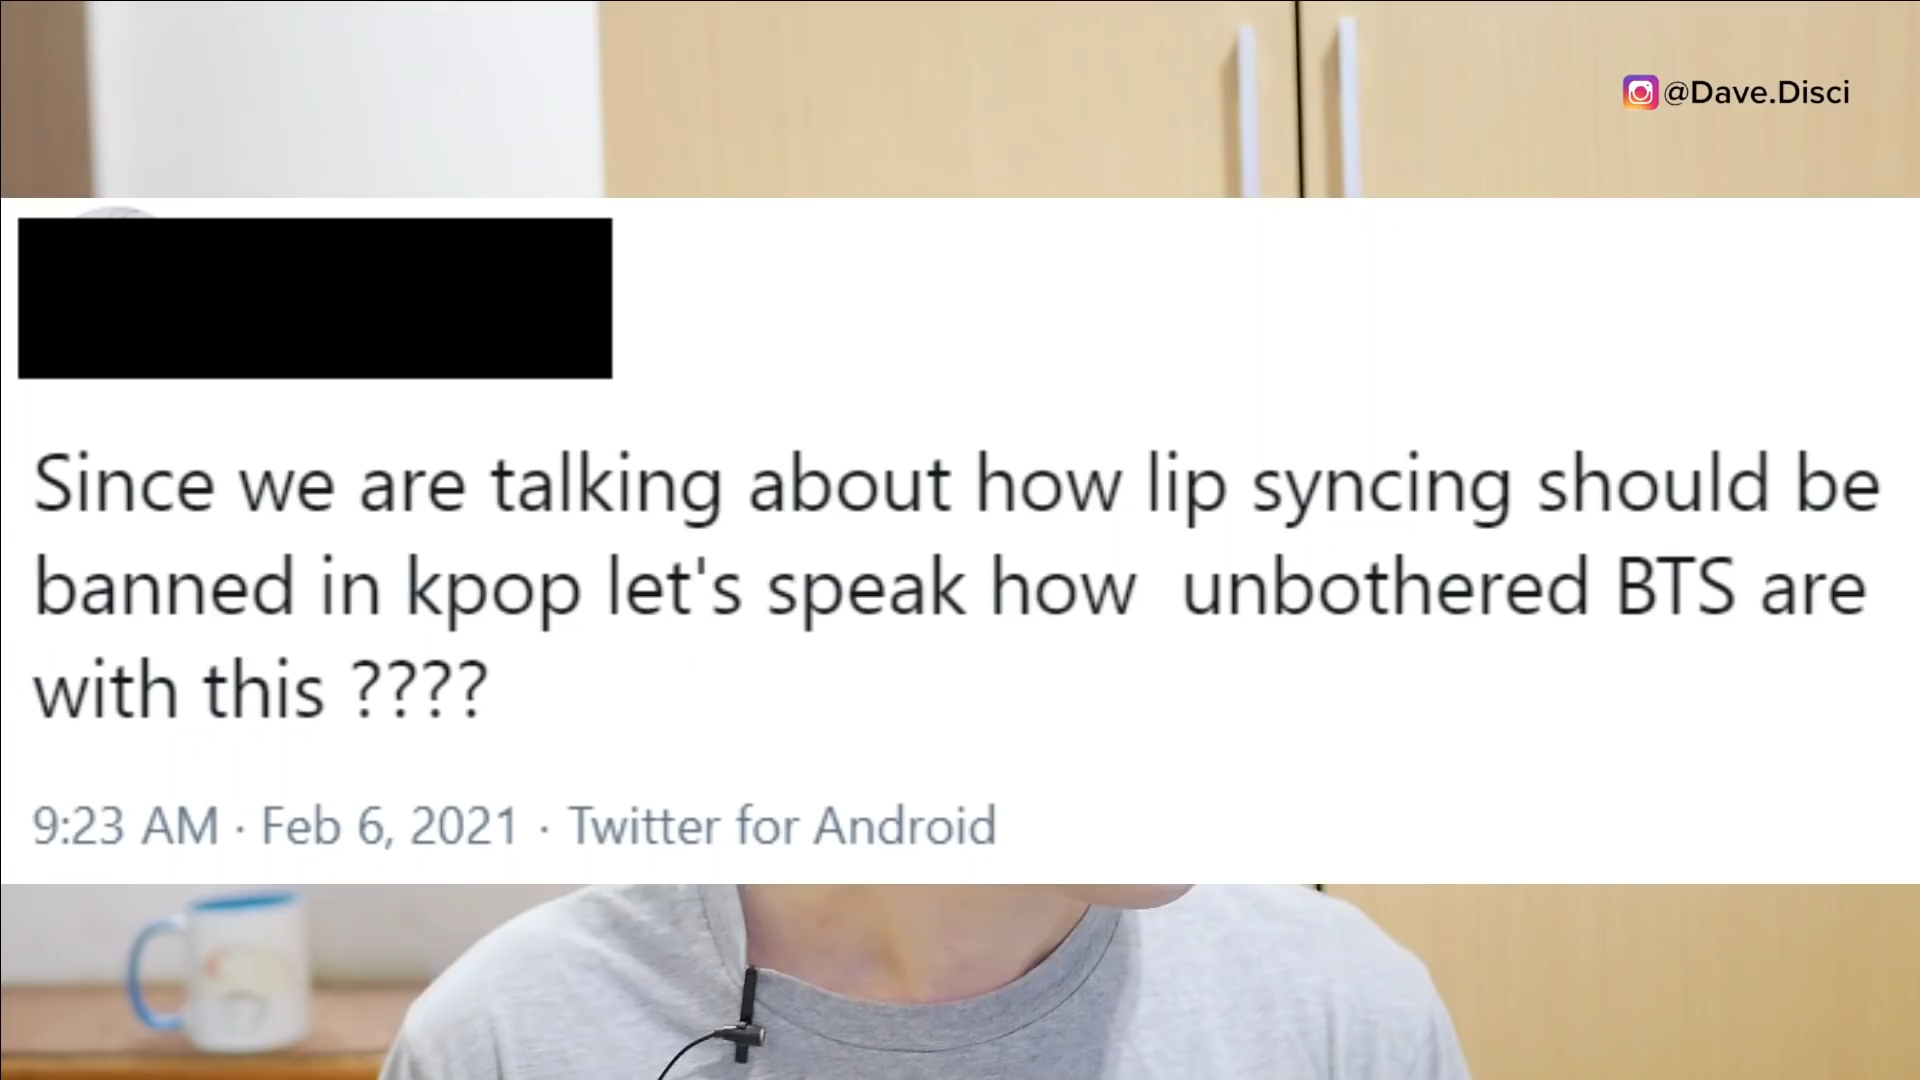 @Dave.Disci
Since we are talking about how lip syncing should be
banned in kpop let's speak how  unbothered BTS are
with this ????
9:23 AM · Feb 6, 2021 · Twitter for Android